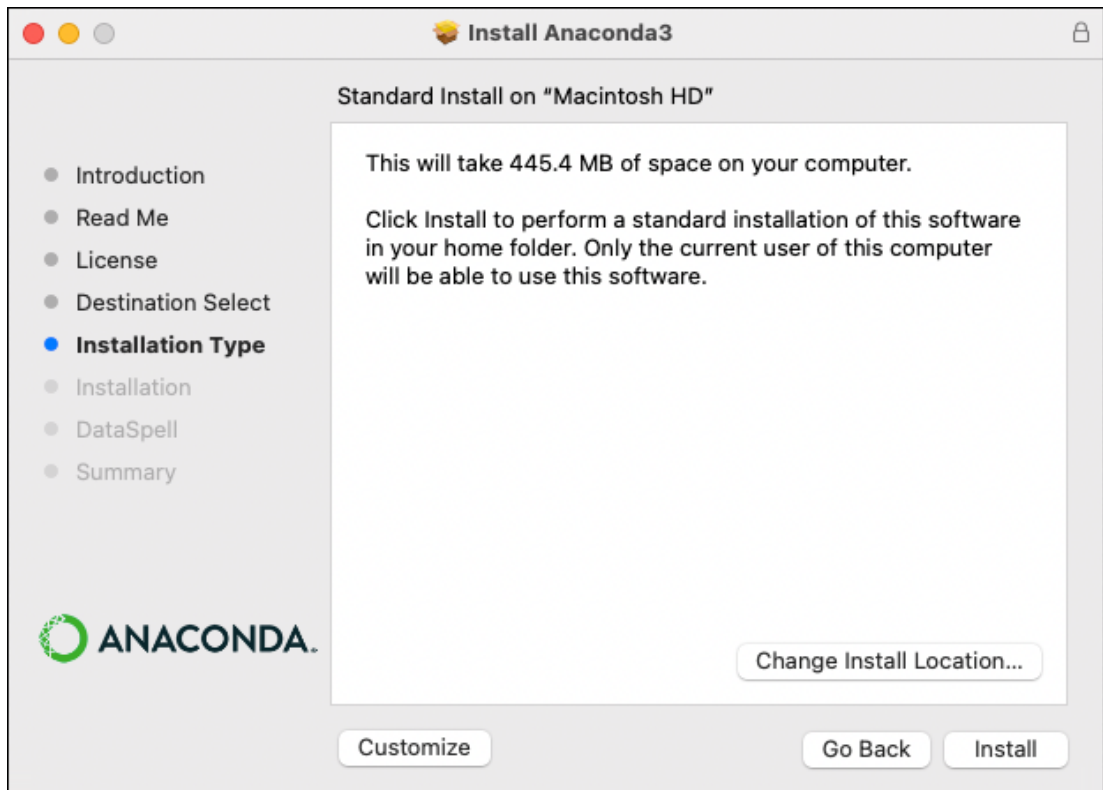 Install Anaconda3
Standard Install on “Macintosh HD”
Introduction
Read Me
License
Destination Select
Installation Type
Installation
DataSpell
Summary
This will take 445.4 MB of space on your computer.
Click Install to perform a standard installation of this software
in your home folder. Only the current user of this computer
will be able to use this software.
ANACONDA.
Change Install Location...
Customize
Go Back
Install